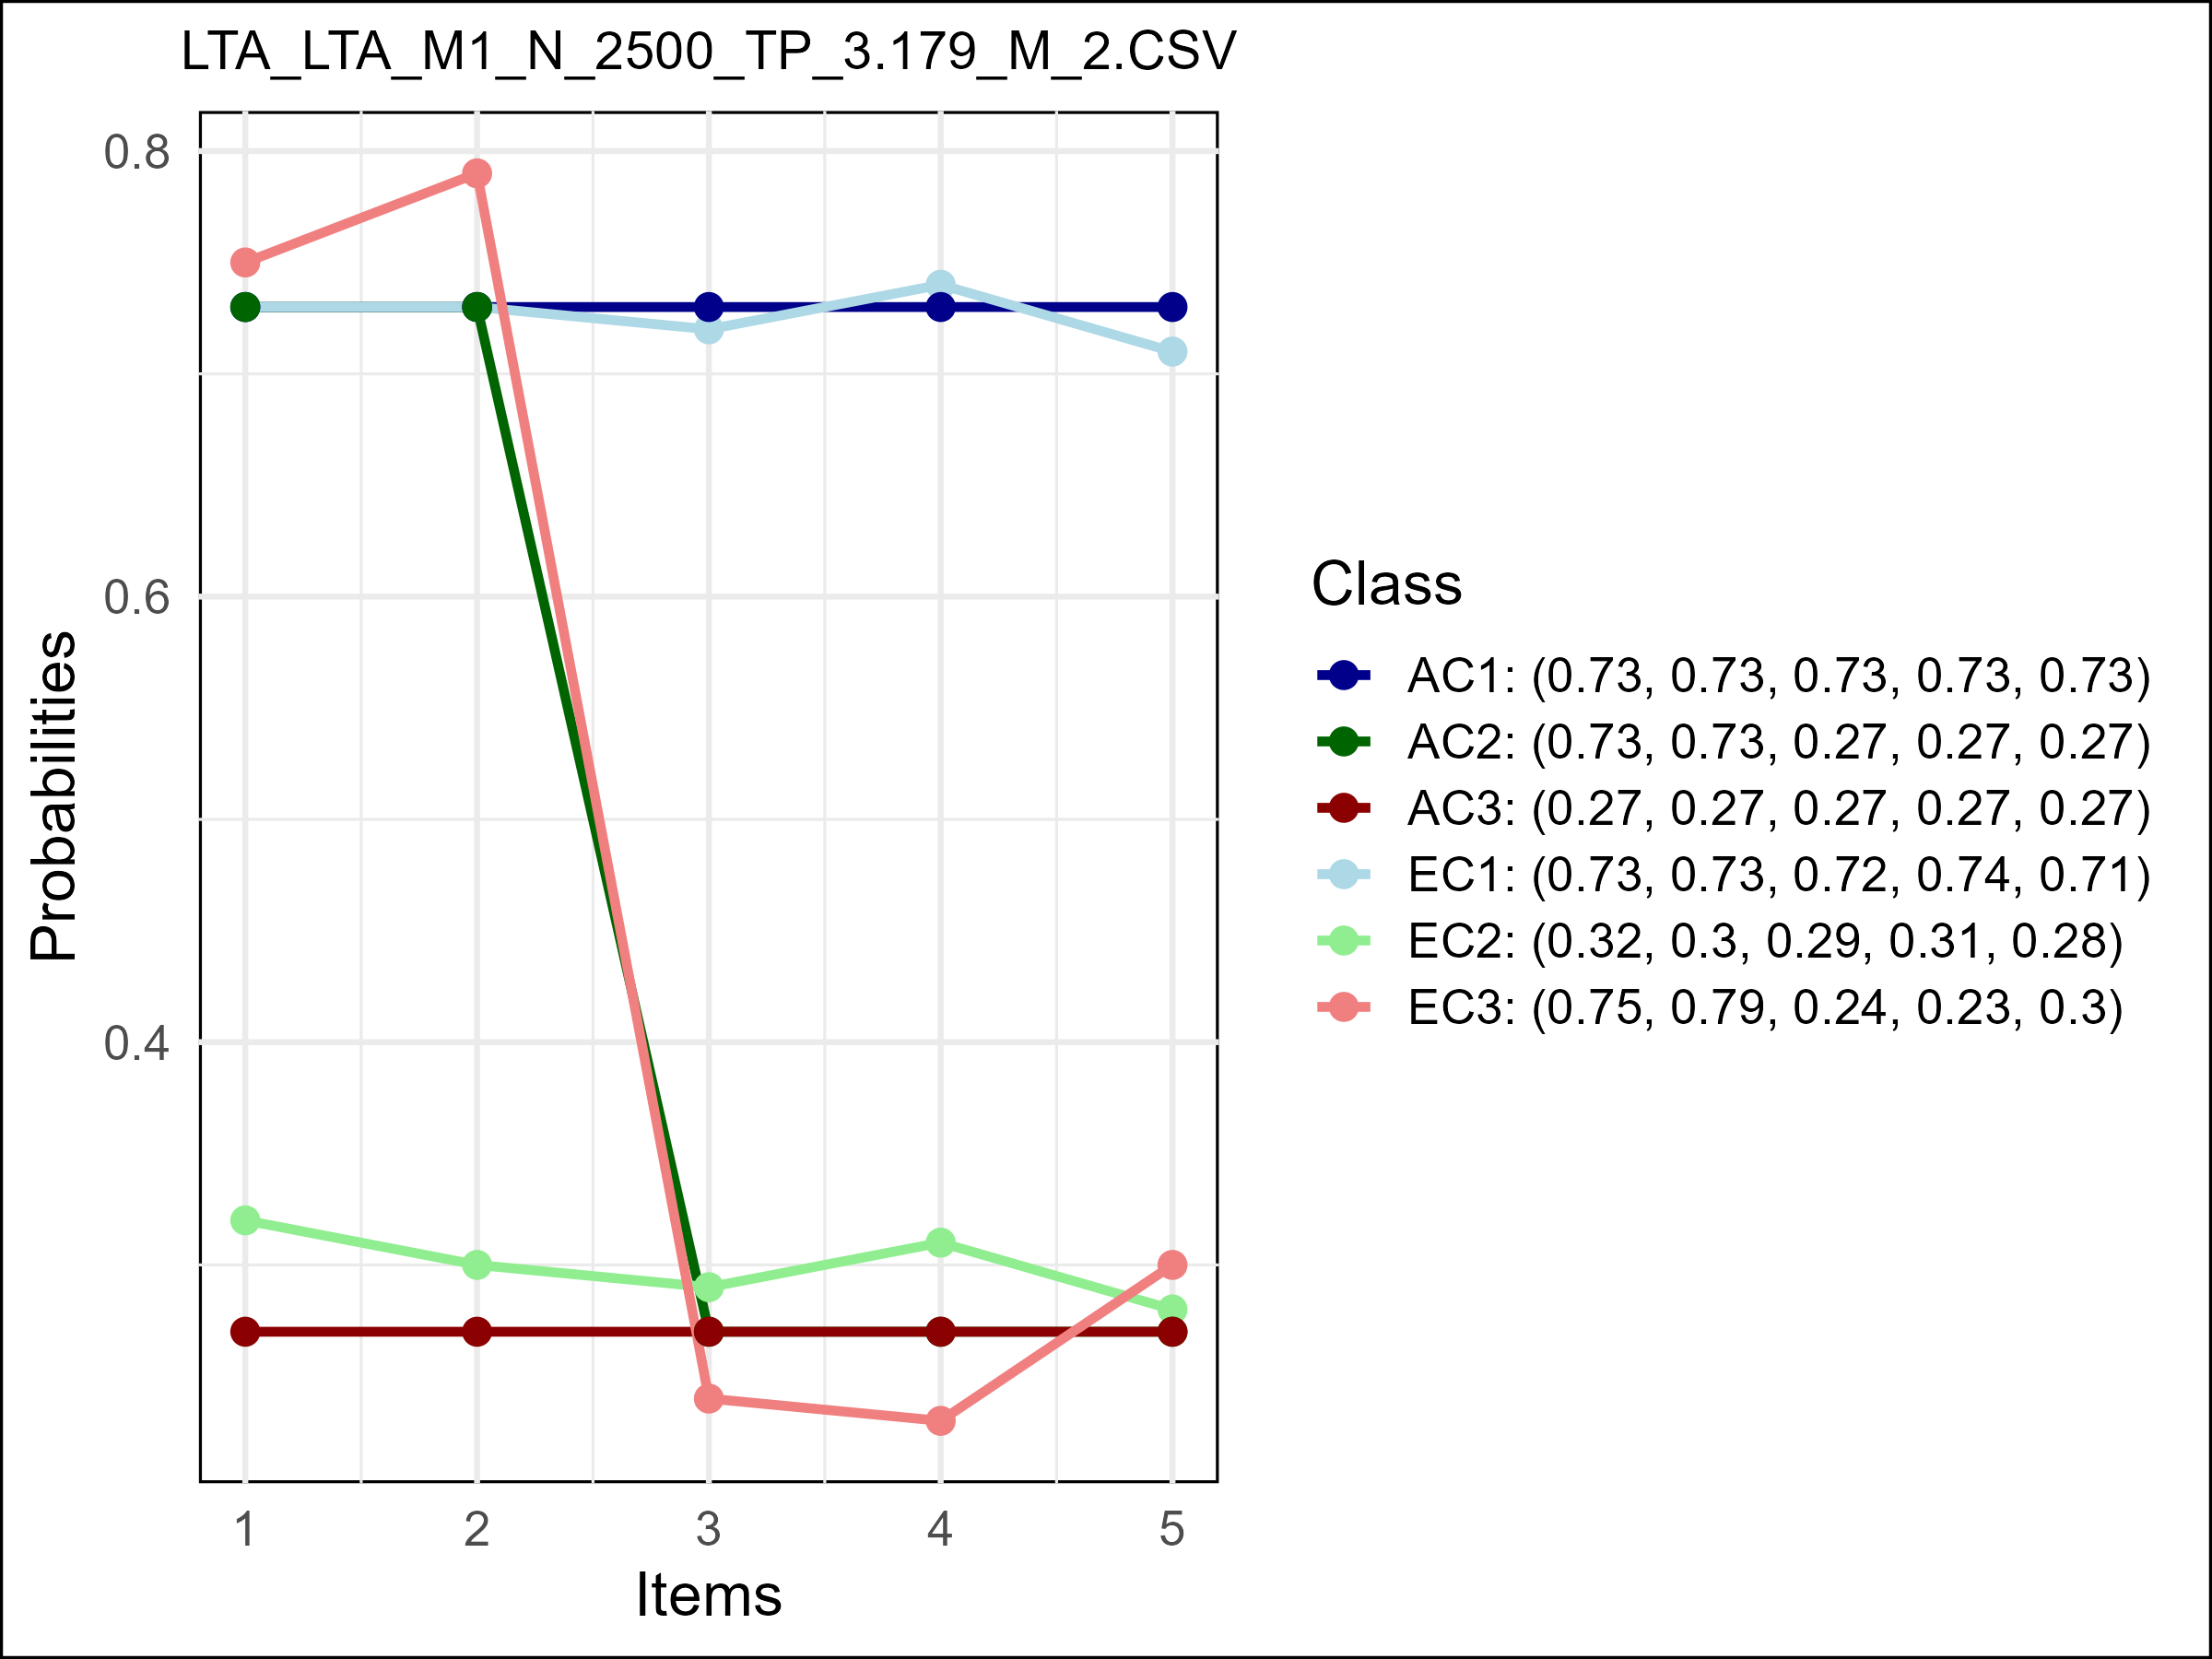 LTA_LTA_M1_N_2500_TP_3.179_M_2.CSV
0.8
0.6
0.4
Probabilities
1 2 3 4 5
Items
Class
AC1: (0.73, 0.73, 0.73, 0.73, 0.73)
AC2: (0.73, 0.73, 0.27, 0.27, 0.27)
AC3: (0.27, 0.27, 0.27, 0.27, 0.27)
EC1: (0.73, 0.73, 0.72, 0.74, 0.71)
EC2: (0.32, 0.3, 0.29, 0.31, 0.28)
EC3: (0.75, 0.79, 0.24, 0.23, 0.3)